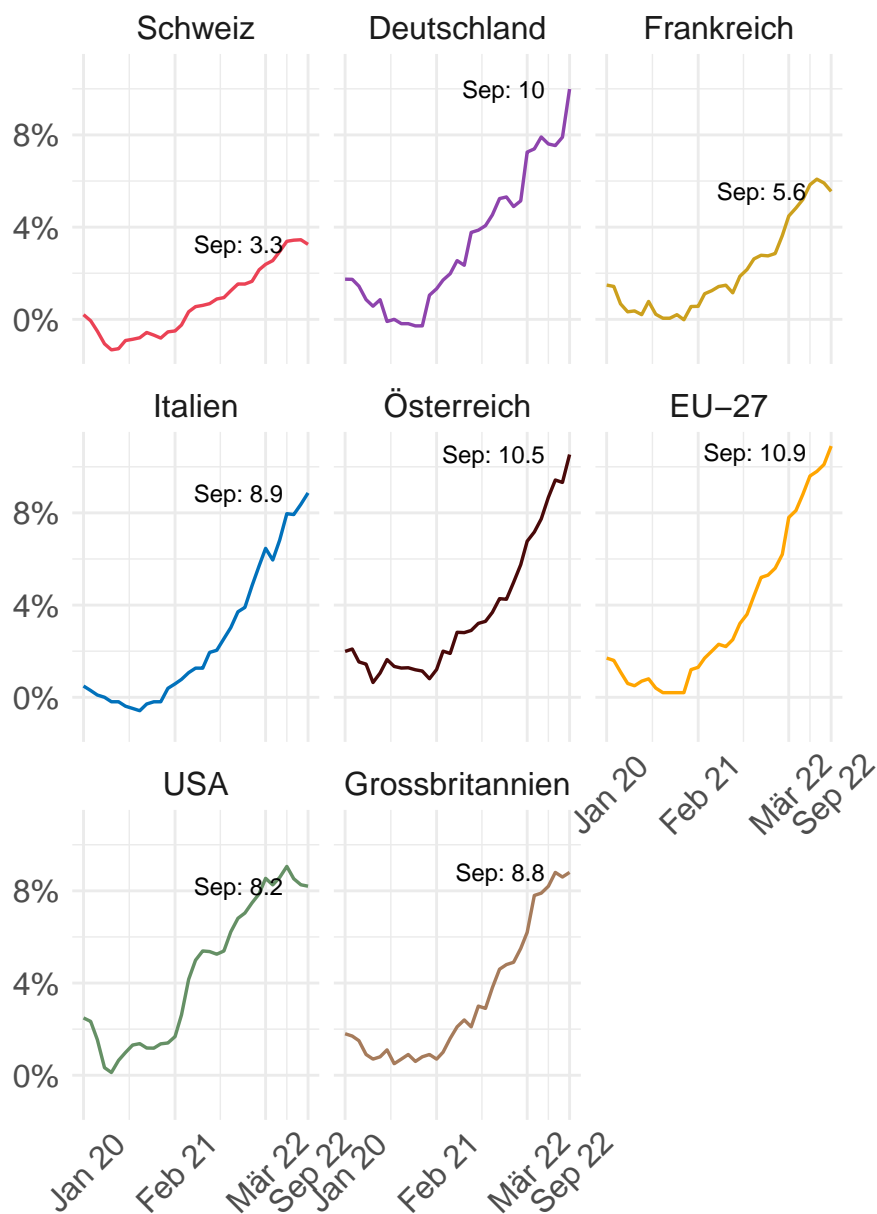 Schweiz Deutschland Frankreich
Sep: 10
8%
Sep: 5.6
4%
Sep: 3.3
0%
Italien Österreich EU−27
Sep: 10.5 Sep: 10.9
8%
Sep: 8.9
4%
0%
Jan 20 Feb 21 Mär 22 Sep 22
USA Grossbritannien
8%
Sep: 8.2 Sep: 8.8
4%
0%
Jan 20 Feb 21 Mär 22 Sep 22 Jan 20 Feb 21 Mär 22 Sep 22